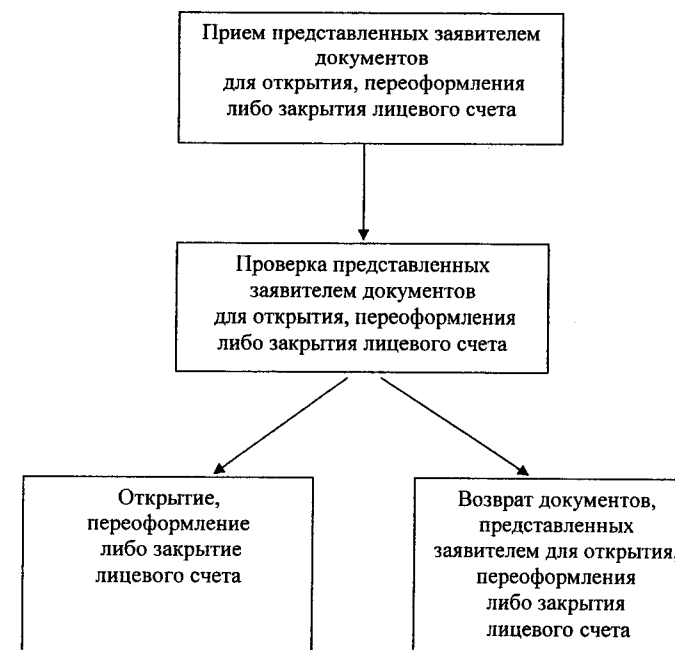 Прием представленных заявителем
документов
для открытия, переоформления
либо закрытия лицевого счета
Проверка представленных
заявителем документов
для открытия, переоформления
либо закрытия лицевого счета
Открытие,
переоформление
либо закрытие
лицевого счета
Возврат документов,
представленных
заявителем для открытия,
переоформления
либо закрытия
лицевого счета